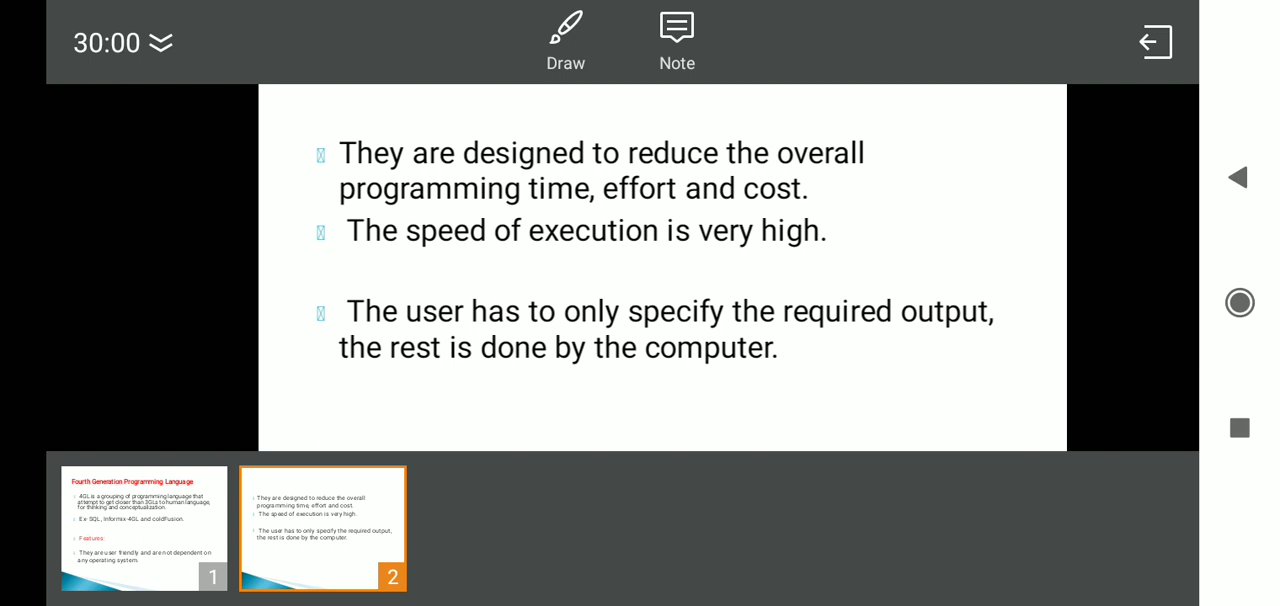 30:00
Draw
Note
They are designed to reduce the overall
programming time, effort and cost.
The speed of execution is very high.
The user has to only specify the required output,
the rest is done by the computer.
Fourth Generation Programming Language
4GL is a grouping of programming language that
attempt to get closer than 3GLs to human language,
for thinking and conceptualization.
Ex- SQL, Informix-4GL and coldFusion.
Features:
They are user friendly and are not dependent on
any operating system.
1
They are designed to reduce the overall
programming time, effort and cost.
The speed of execution is very high.
The user has to only specify the required output,
the rest is done by the computer.
2